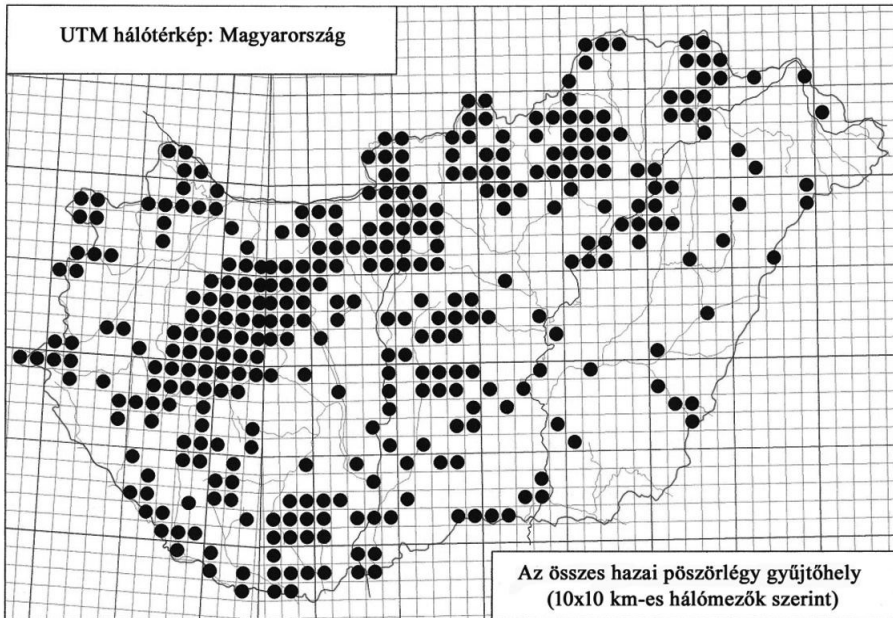 UTM hálótérkép: Magyarország
Az összes hazai pöszörlégy gyűjtőhely
(10x10 km-es hálómezők szerint)